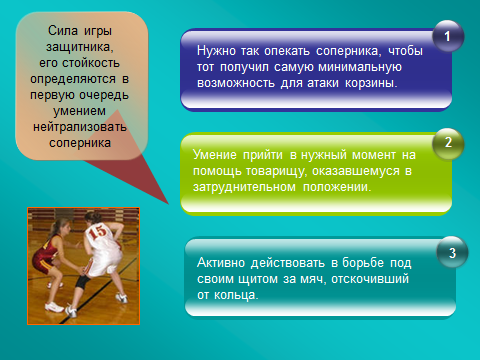 Сила игры
защитника,
его стойкость
определяются в
первую очередь
умением
нейтрализовать
соперника
1
Нужно так опекать соперника, чтобы
тот получил самую минимальную
возможность для атаки корзины.
2
Умение прийти в нужный момент на
помощь товарищу, оказавшемуся в
затруднительном положении.
3
Активно действовать в борьбе под
своим щитом за мяч, отскочивший
от кольца.
15